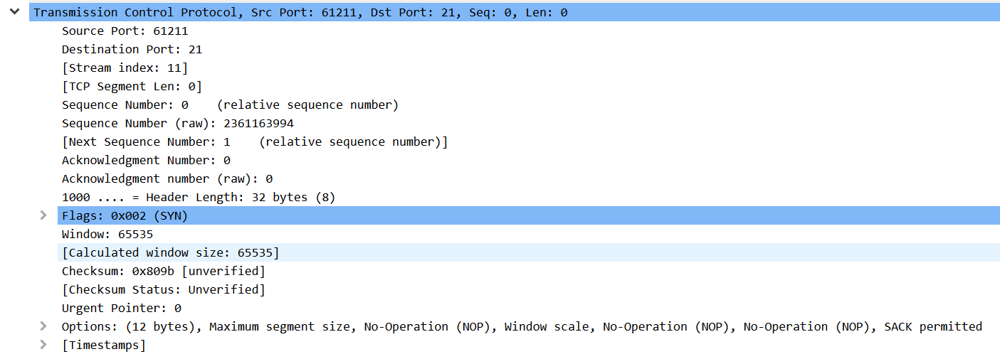 Transmission Control Protocol, Src Port: 61211, Dst Port: 21, Seq: 0, Len: 0
Source Port: 61211
Destination Port: 21
[Stream index: 11]
[TCP Segment Len: 0]
Sequence Number: 0    (relative sequence number)
Sequence Number (raw): 2361163994
[Next Sequence Number: 1    (relative sequence number)]
Acknowledgment Number: 0
Acknowledgment number (raw): 0
1000 .... = Header Length: 32 bytes (8)
Flags: 0x002 (SYN)
Window: 65535
[Calculated window size: 65535]
Checksum: 0x809b [unverified]
[Checksum Status: Unverified]
Urgent Pointer: 0
Options: (12 bytes), Maximum segment size, No-Operation (NOP), Window scale, No-Operation (NOP), No-Operation (NOP), SACK permitted
[Timestamps]